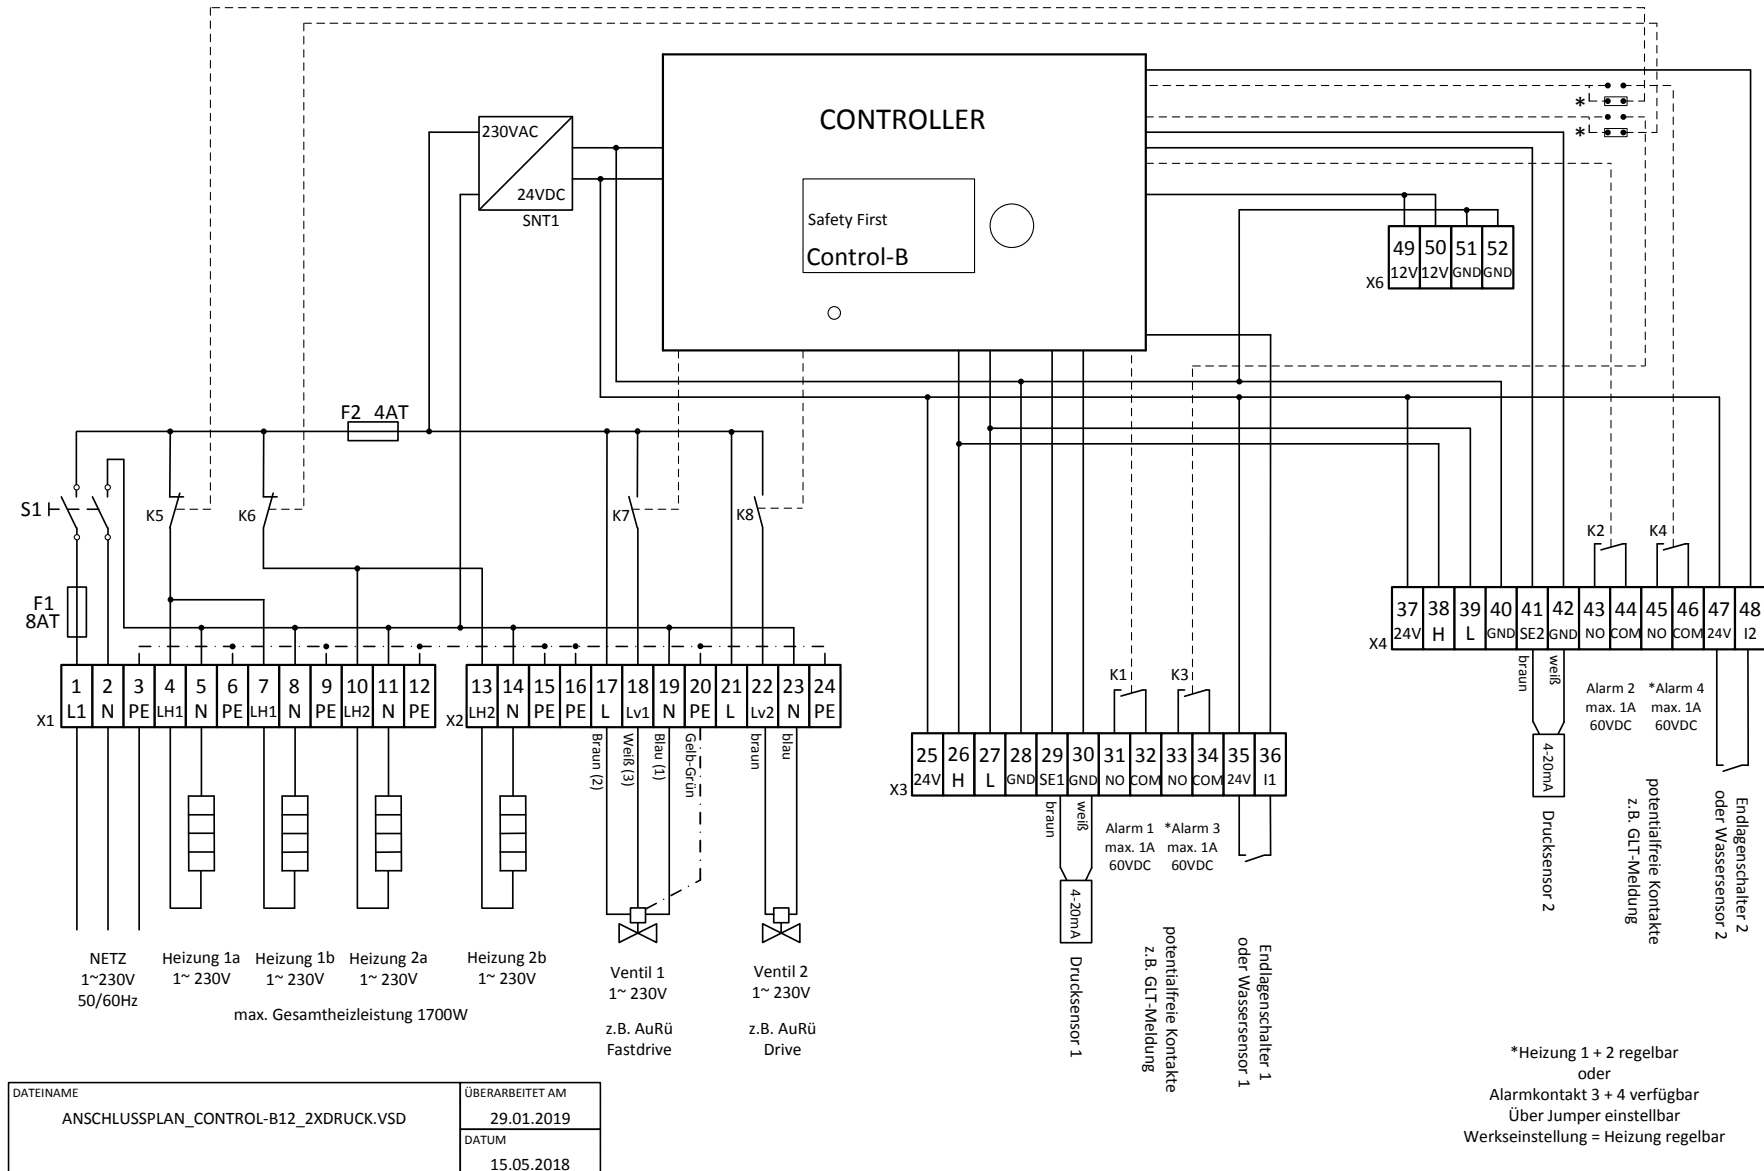 CONTROLLER
Safety First
Control-B
230VAC
24VDC
SNT1
*
*
49 50 51 52
12V 12V GND GND
X6
F2 4AT
S1
K5
K6
K7
K8
F1
8AT
1 2 3 4 5 6 7 8 9 10 11 12
L1 N PE LH1 N PE LH1 N PE LH2 N PE
X1
13 14 15 16 17 18 19 20 21 22 23 24
LH2 N PE PE L Lv1 N PE L Lv2 N PE
X2
Braun (2)
Weiß (3)
Blau (1)
Gelb-Grün
braun
blau
K2
K4
37 38 39 40 41 42 43 44 45 46 47 48
24V H L GND SE2 GND NO COM NO COM 24V I2
X4
braun
weiß
Alarm 2
max. 1A
60VDC
*Alarm 4
max. 1A
60VDC
4-20mA
Drucksensor 2
potentialfreie Kontakte
z.B. GLT-Meldung
Endlagenschalter 2
oder Wassersensor 2
K1
K3
25 26 27 28 29 30 31 32 33 34 35 36
24V H L GND SE1 GND NO COM NO COM 24V I1
X3
braun
weiß
Alarm 1
max. 1A
60VDC
*Alarm 3
max. 1A
60VDC
4-20mA
Drucksensor 1
potentialfreie Kontakte
z.B. GLT-Meldung
Endlagenschalter 1
oder Wassersensor 1
NETZ
1~230V
50/60Hz
Heizung 1a
1~ 230V
Heizung 1b
1~ 230V
Heizung 2a
1~ 230V
Heizung 2b
1~ 230V
max. Gesamtheizleistung 1700W
Ventil 1
1~ 230V
z.B. AuRü
Fastdrive
Ventil 2
1~ 230V
z.B. AuRü
Drive
*Heizung 1 + 2 regelbar
oder
Alarmkontakt 3 + 4 verfügbar
Über Jumper einstellbar
Werkseinstellung = Heizung regelbar
DATEINAME
ANSCHLUSSPLAN_CONTROL-B12_2XDRUCK.VSD
ÜBERARBEITET AM
29.01.2019
DATUM
15.05.2018